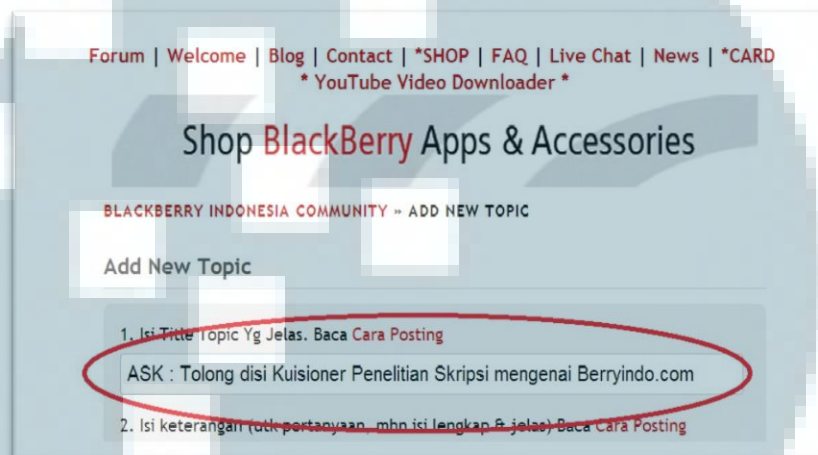 Forum | Welcome | Blog | Contact | *SHOP | FAQ | Live Chat | News | *CARD
* YouTube Video Downloader *
Shop BlackBerry Apps & Accessories
BLACKBERRY INDONESIA COMMUNITY » ADD NEW TOPIC
Add New Topic
1. Isi Title Topic Yg Jelas. Baca Cara Posting
ASK : Tolong disi Kuisioner Penelitian Skripsi mengenai Berryindo.com
2. Isi keterangan (utk pertanyaan, mhn isi lengkap & jelas) Baca Cara Posting